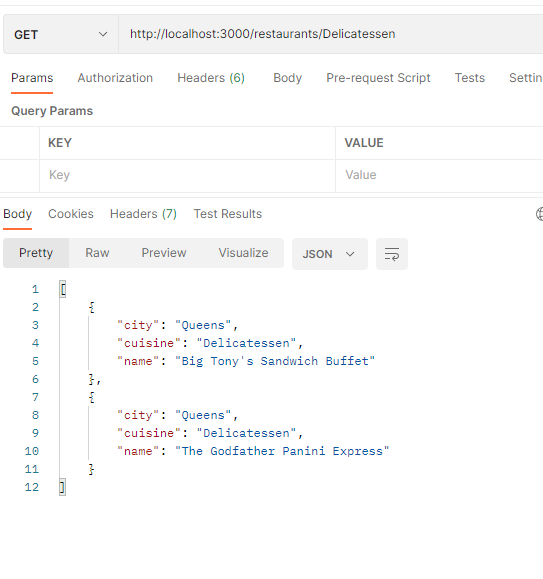 GET http://localhost:3000/restaurants/Delicatessen
Params Authorization Headers (6) Body Pre-request Script Tests Settin
Query Params
KEY VALUE
Key Value
Body Cookies Headers (7) Test Results
Pretty Raw Preview Visualize JSON
1 [
2 {
3 "city": "Queens",
4 "cuisine": "Delicatessen",
5 "name": "Big Tony's Sandwich Buffet"
6 },
7 {
8 "city": "Queens",
9 "cuisine": "Delicatessen",
10 "name": "The Godfather Panini Express"
11 }
12 ]